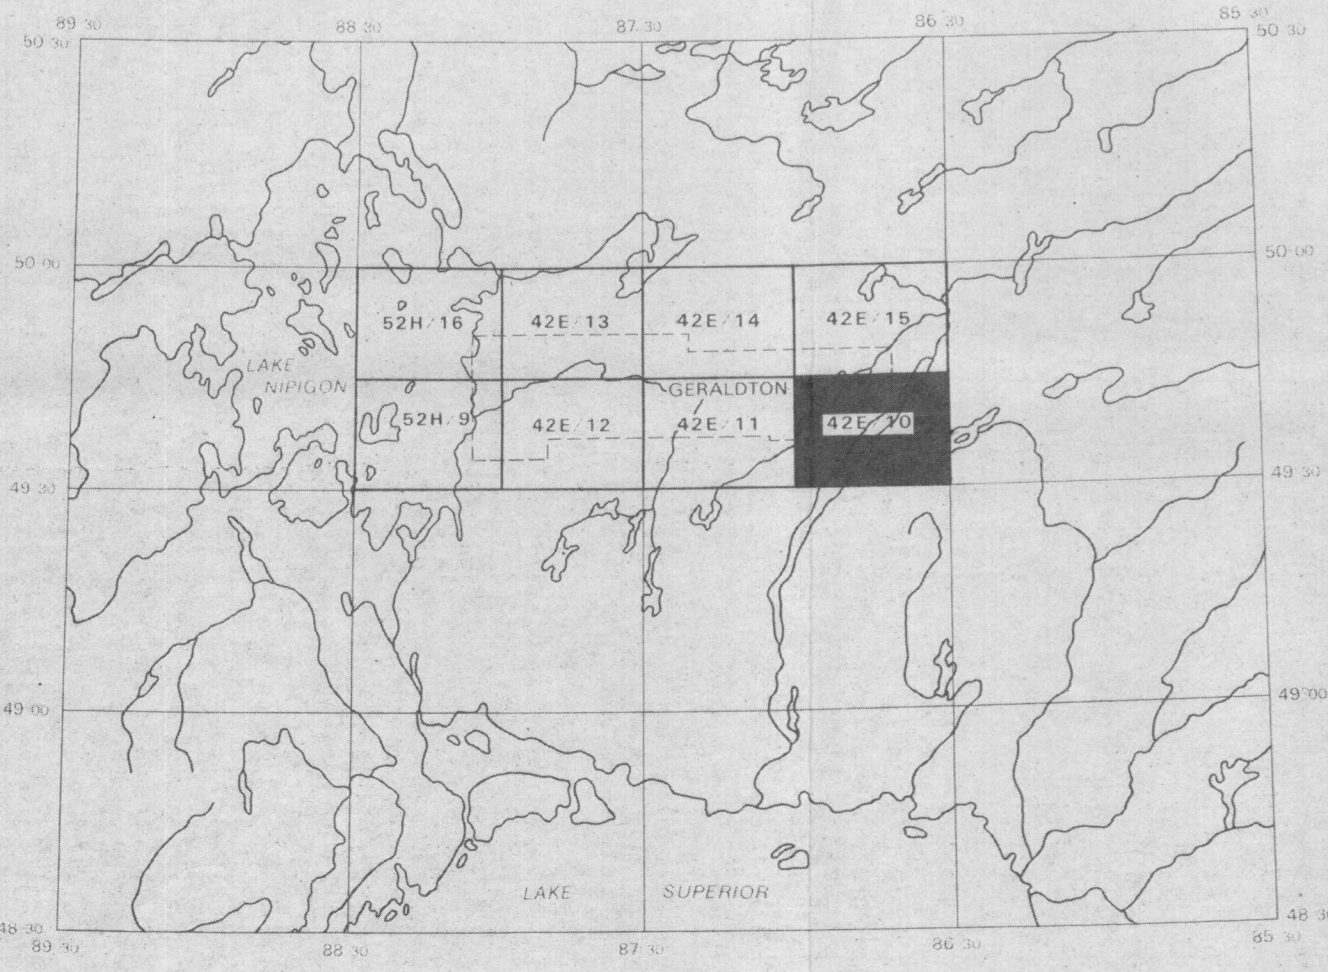 89 30
88 30
87 30
86 30
85 30
50 30
50 30
50 00
50 00
52H/16
42E/13
42E/14
42E/15
LAKE
NIPIGON
GERALDTON
52H/9
42E/12
42E/11
42E/10
49 30
49 30
49 00
49 00
LAKE SUPERIOR
48 30
48 30
89 30
88 30
87 30
86 30
85 30